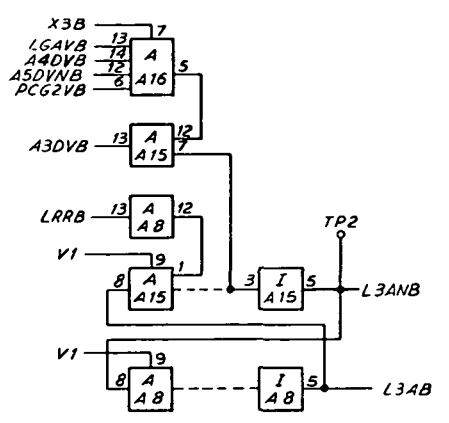 X3B 7
LGAVB 13
A4DVB 14
A5DVNB 12
PCG2VB 6
A
A16
5
A3DVB 13
A
A15
12
7
LRRB 13
A
A8
12
TP2
V1 9
8
A
A15
1
3
I
A15
5
L3ANB
V1 9
8
A
A8
I
A8
5
L3AB